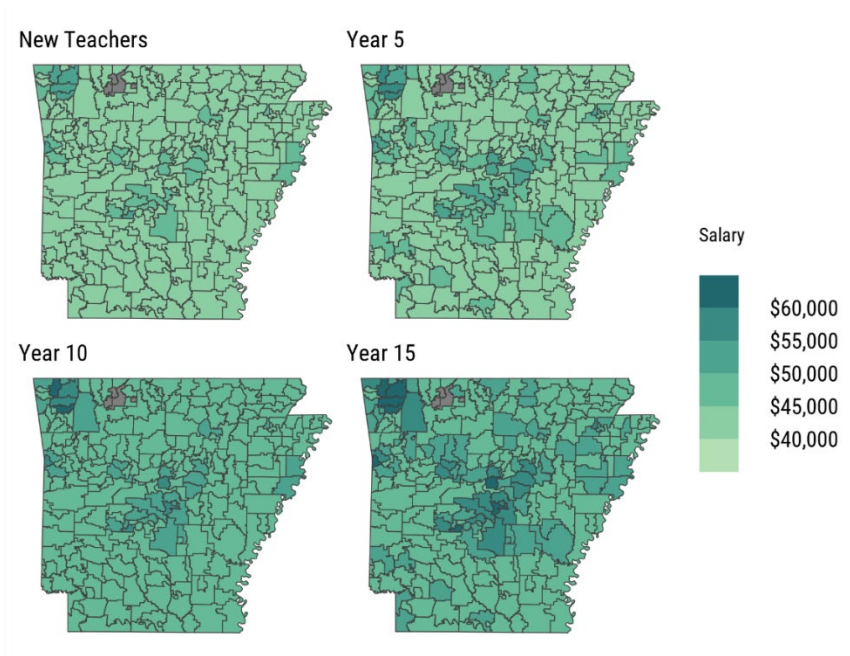 New Teachers
Year 5
Salary
$60,000
$55,000
$50,000
$45,000
$40,000
Year 10
Year 15